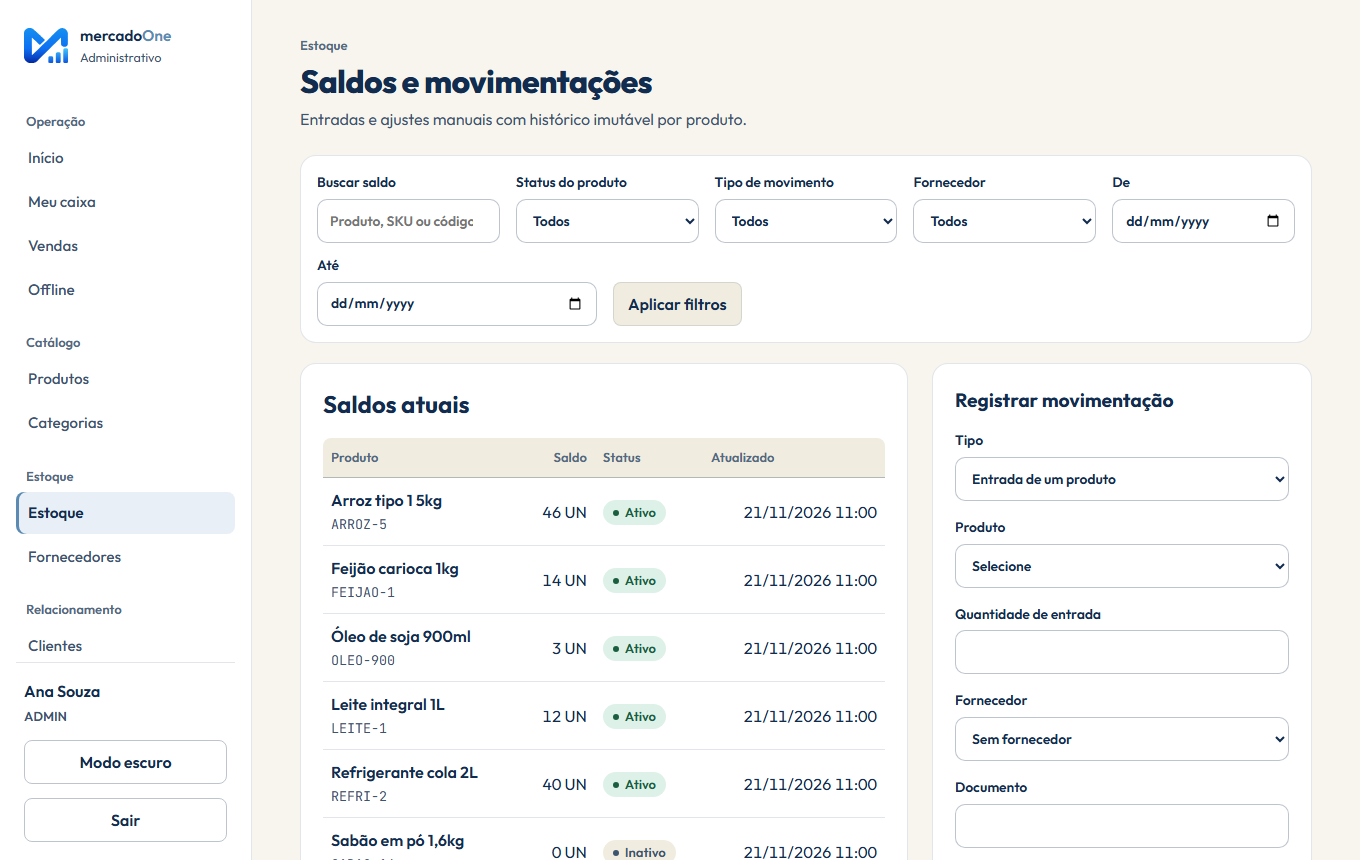 mercadoOne
Administrativo
Operação
Início
Meu caixa
Vendas
Offline
Catálogo
Produtos
Categorias
Estoque
Estoque
Fornecedores
Relacionamento
Clientes
Ana Souza
ADMIN
Modo escuro
Sair
Estoque
Saldos e movimentações
Entradas e ajustes manuais com histórico imutável por produto.
Buscar saldo
Status do produto
Tipo de movimento
Fornecedor
De
Produto, SKU ou código
Todos
Todos
Todos
dd/mm/yyyy
Até
dd/mm/yyyy
Aplicar filtros
Saldos atuais
Produto Saldo Status Atualizado
Arroz tipo 1 5kg
ARROZ-5
46 UN Ativo 21/11/2026 11:00
Feijão carioca 1kg
FEIJAO-1
14 UN Ativo 21/11/2026 11:00
Óleo de soja 900ml
OLEO-900
3 UN Ativo 21/11/2026 11:00
Leite integral 1L
LEITE-1
12 UN Ativo 21/11/2026 11:00
Refrigerante cola 2L
REFRI-2
40 UN Ativo 21/11/2026 11:00
Sabão em pó 1,6kg
0 UN Inativo 21/11/2026 11:00
Registrar movimentação
Tipo
Entrada de um produto
Produto
Selecione
Quantidade de entrada
Fornecedor
Sem fornecedor
Documento